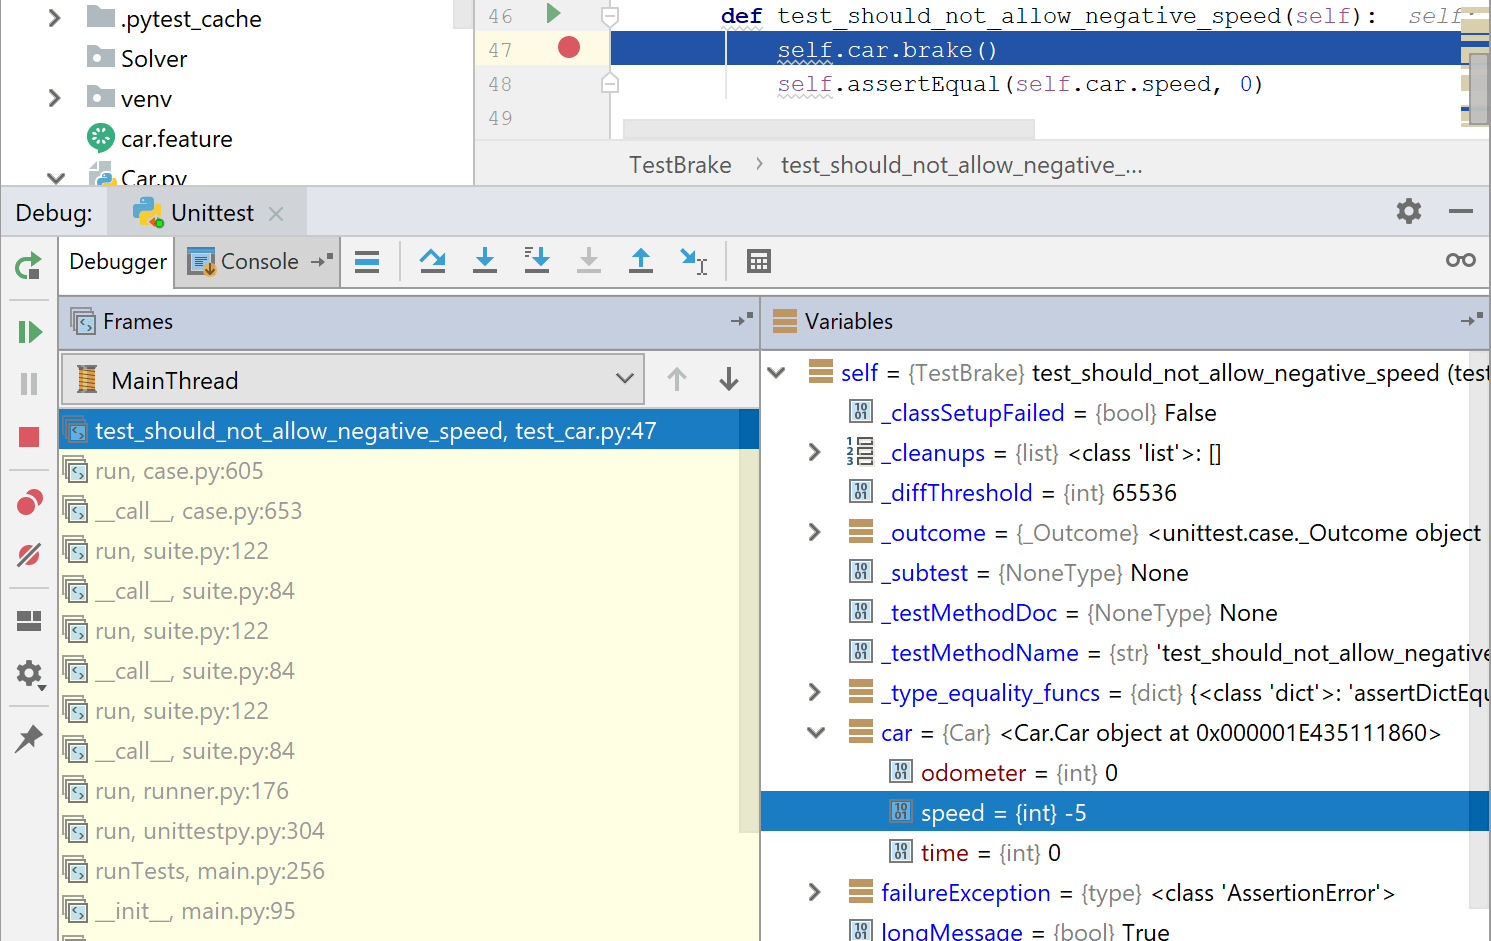 .pytest_cache
Solver
venv
car.feature
Car.py
46 def test_should_not_allow_negative_speed(self): self:
47 self.car.brake()
48 self.assertEqual(self.car.speed, 0)
49
TestBrake › test_should_not_allow_negative_...
Debug: Unittest
Debugger Console
Frames
MainThread
test_should_not_allow_negative_speed, test_car.py:47
run, case.py:605
__call__, case.py:653
run, suite.py:122
__call__, suite.py:84
run, suite.py:122
__call__, suite.py:84
run, suite.py:122
__call__, suite.py:84
run, runner.py:176
run, unittestpy.py:304
runTests, main.py:256
__init__, main.py:95
Variables
self = {TestBrake} test_should_not_allow_negative_speed (test
_classSetupFailed = {bool} False
_cleanups = {list} <class 'list'>: []
_diffThreshold = {int} 65536
_outcome = {_Outcome} <unittest.case._Outcome object
_subtest = {NoneType} None
_testMethodDoc = {NoneType} None
_testMethodName = {str} 'test_should_not_allow_negative
_type_equality_funcs = {dict} {<class 'dict'>: 'assertDictEqu
car = {Car} <Car.Car object at 0x000001E435111860>
odometer = {int} 0
speed = {int} -5
time = {int} 0
failureException = {type} <class 'AssertionError'>
longMessage = {bool} True